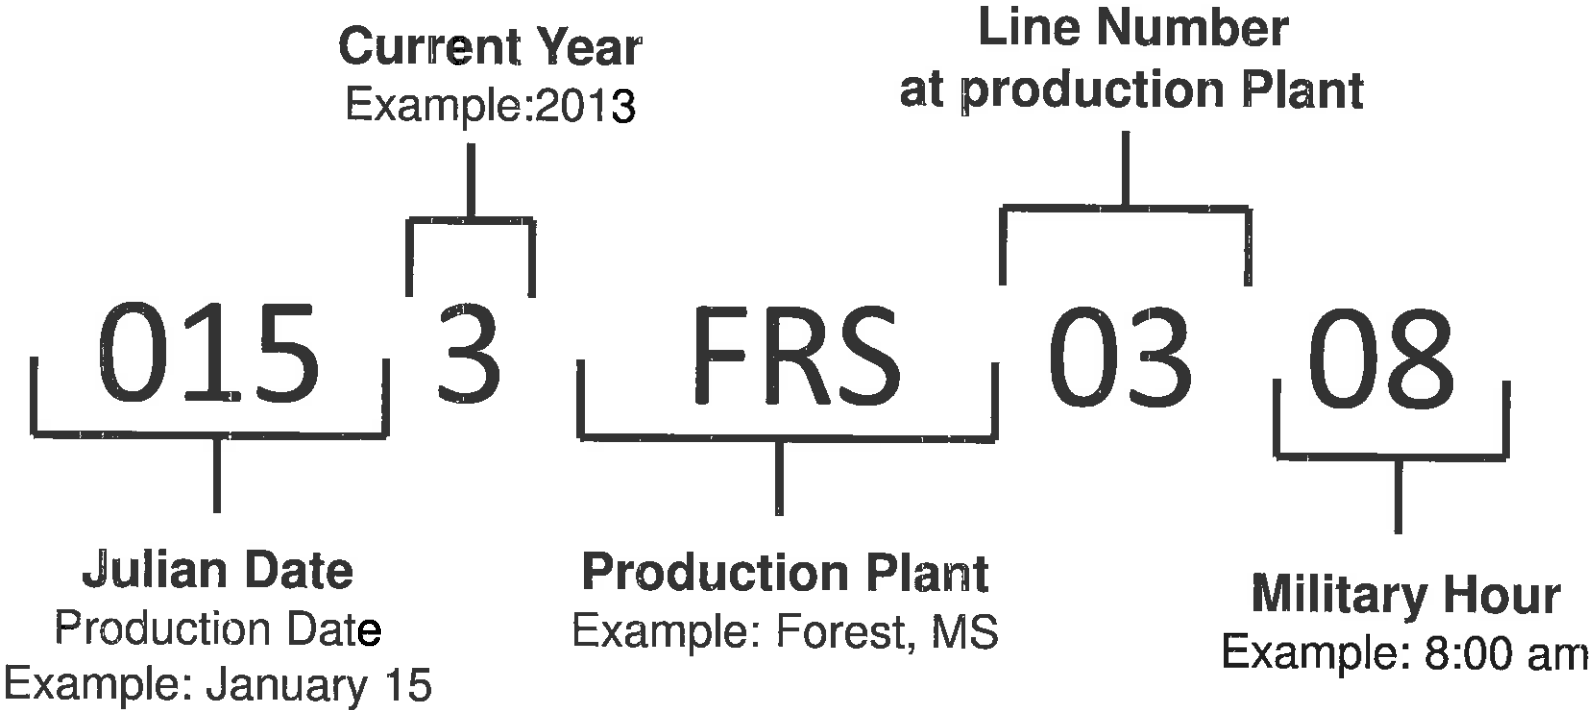 Current Year
Example:2013
Line Number
at production Plant
015 3 FRS 03 08
Julian Date
Production Date
Example: January 15
Production Plant
Example: Forest, MS
Military Hour
Example: 8:00 am